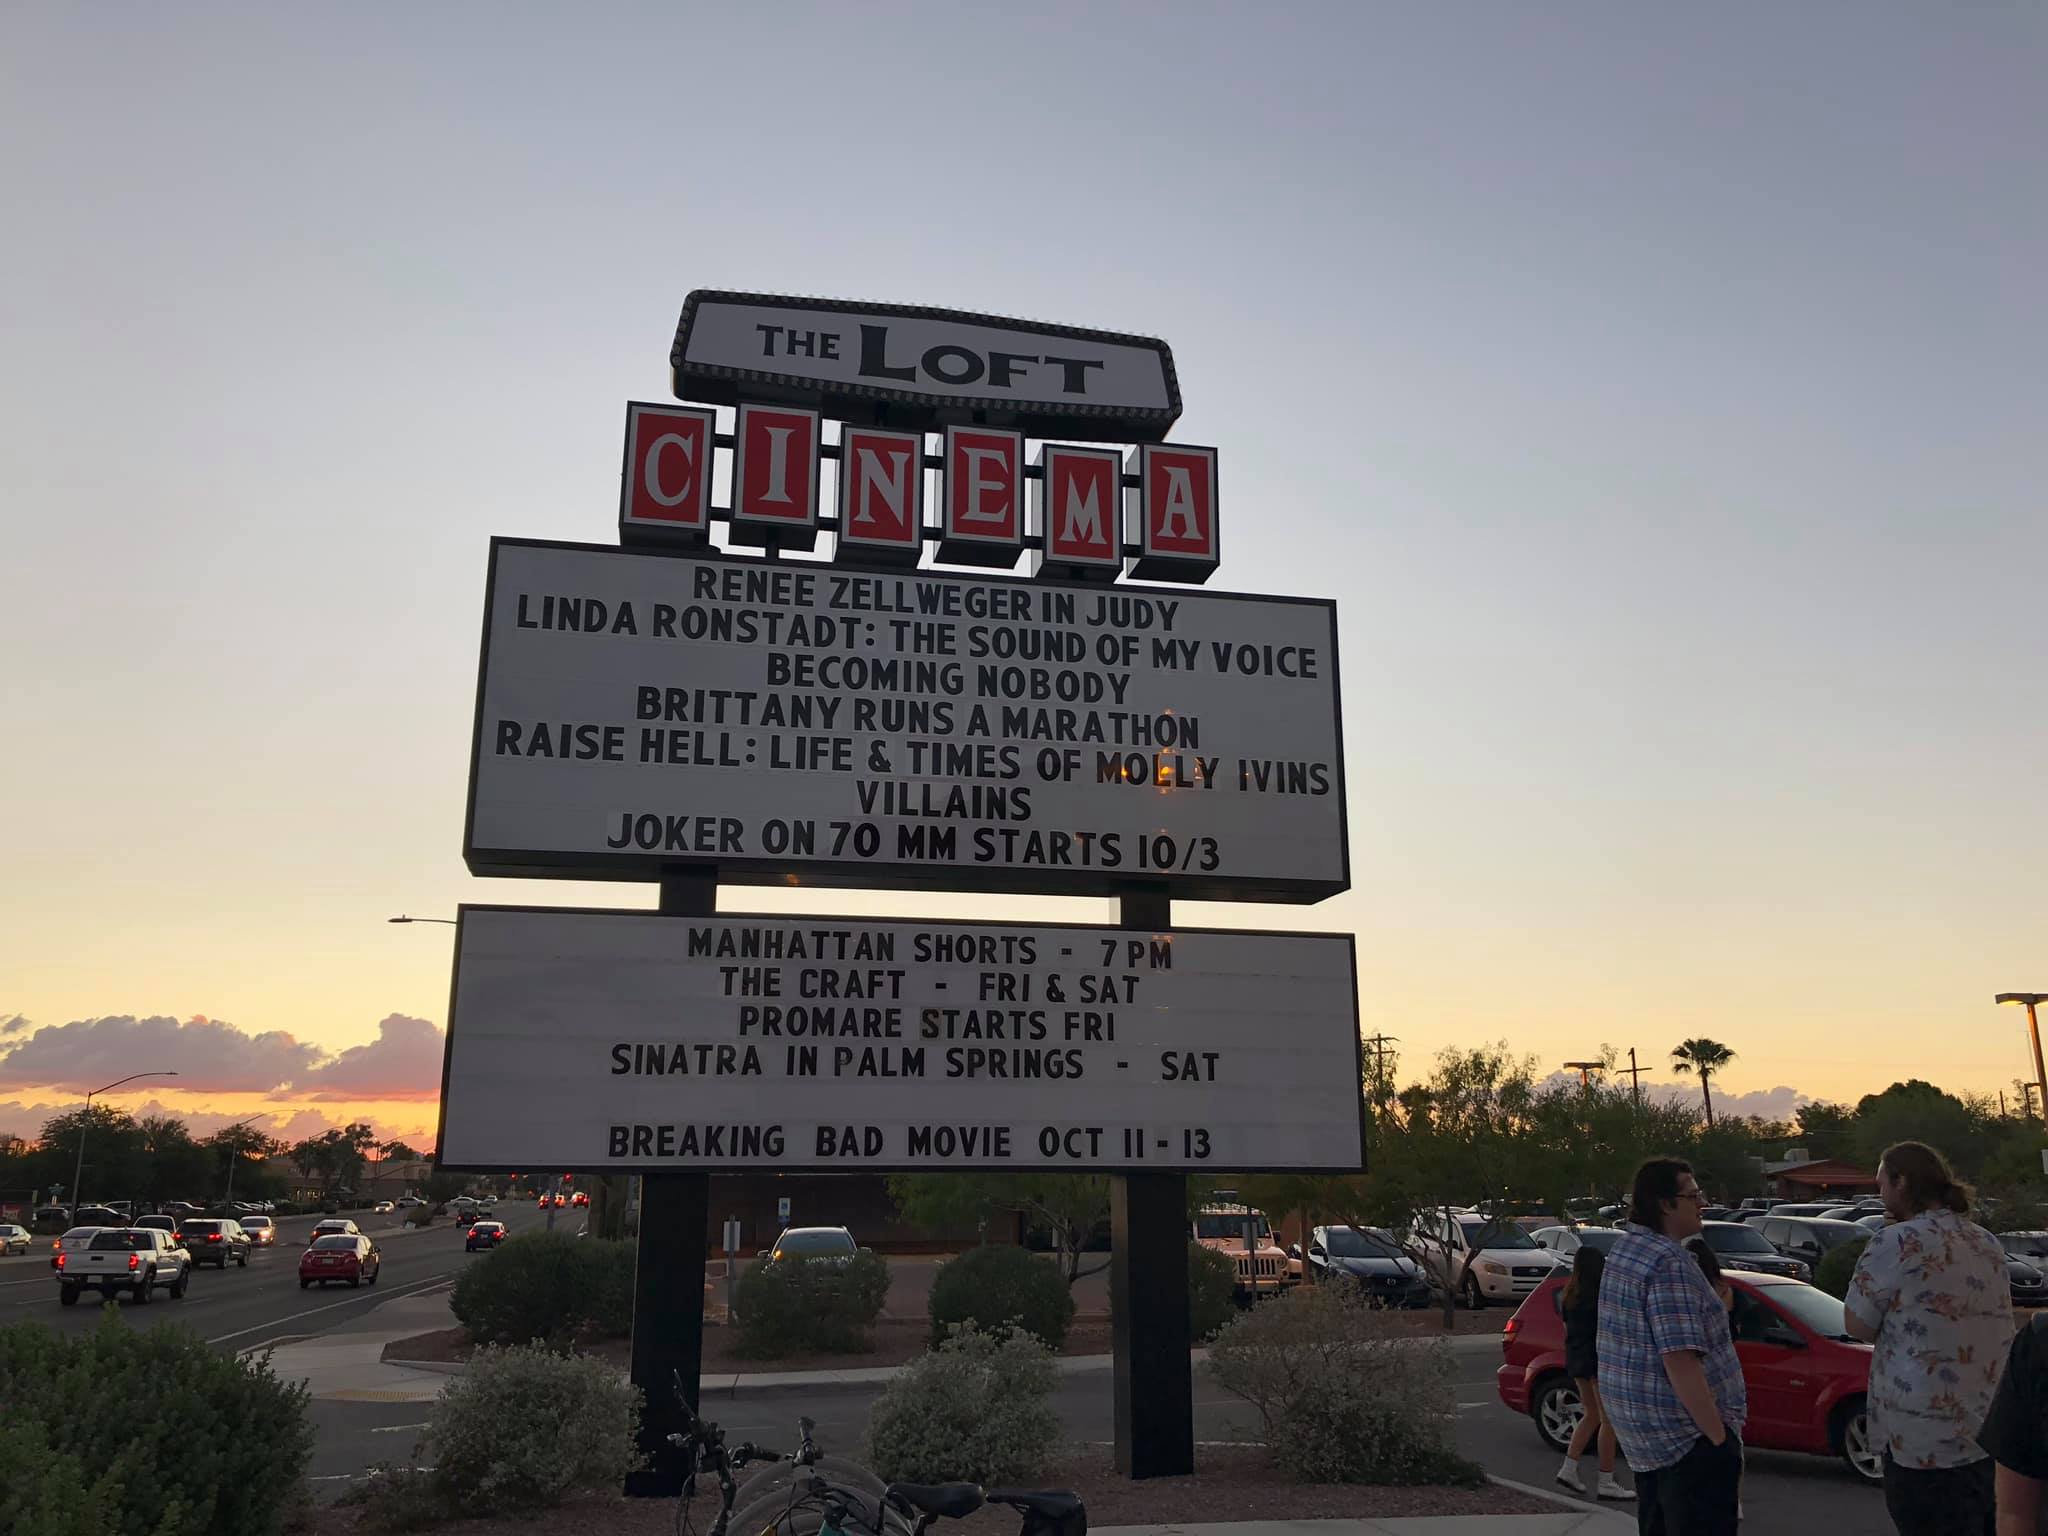 THE LOFT
CINEMA
RENEE ZELLWEGER IN JUDY
LINDA RONSTADT: THE SOUND OF MY VOICE
BECOMING NOBODY
BRITTANY RUNS A MARATHON
RAISE HELL: LIFE & TIMES OF MOLLY IVINS
VILLAINS
JOKER ON 70 MM STARTS 10/3
MANHATTAN SHORTS - 7 PM
THE CRAFT - FRI & SAT
PROMARE STARTS FRI
SINATRA IN PALM SPRINGS - SAT
BREAKING BAD MOVIE OCT 11 - 13